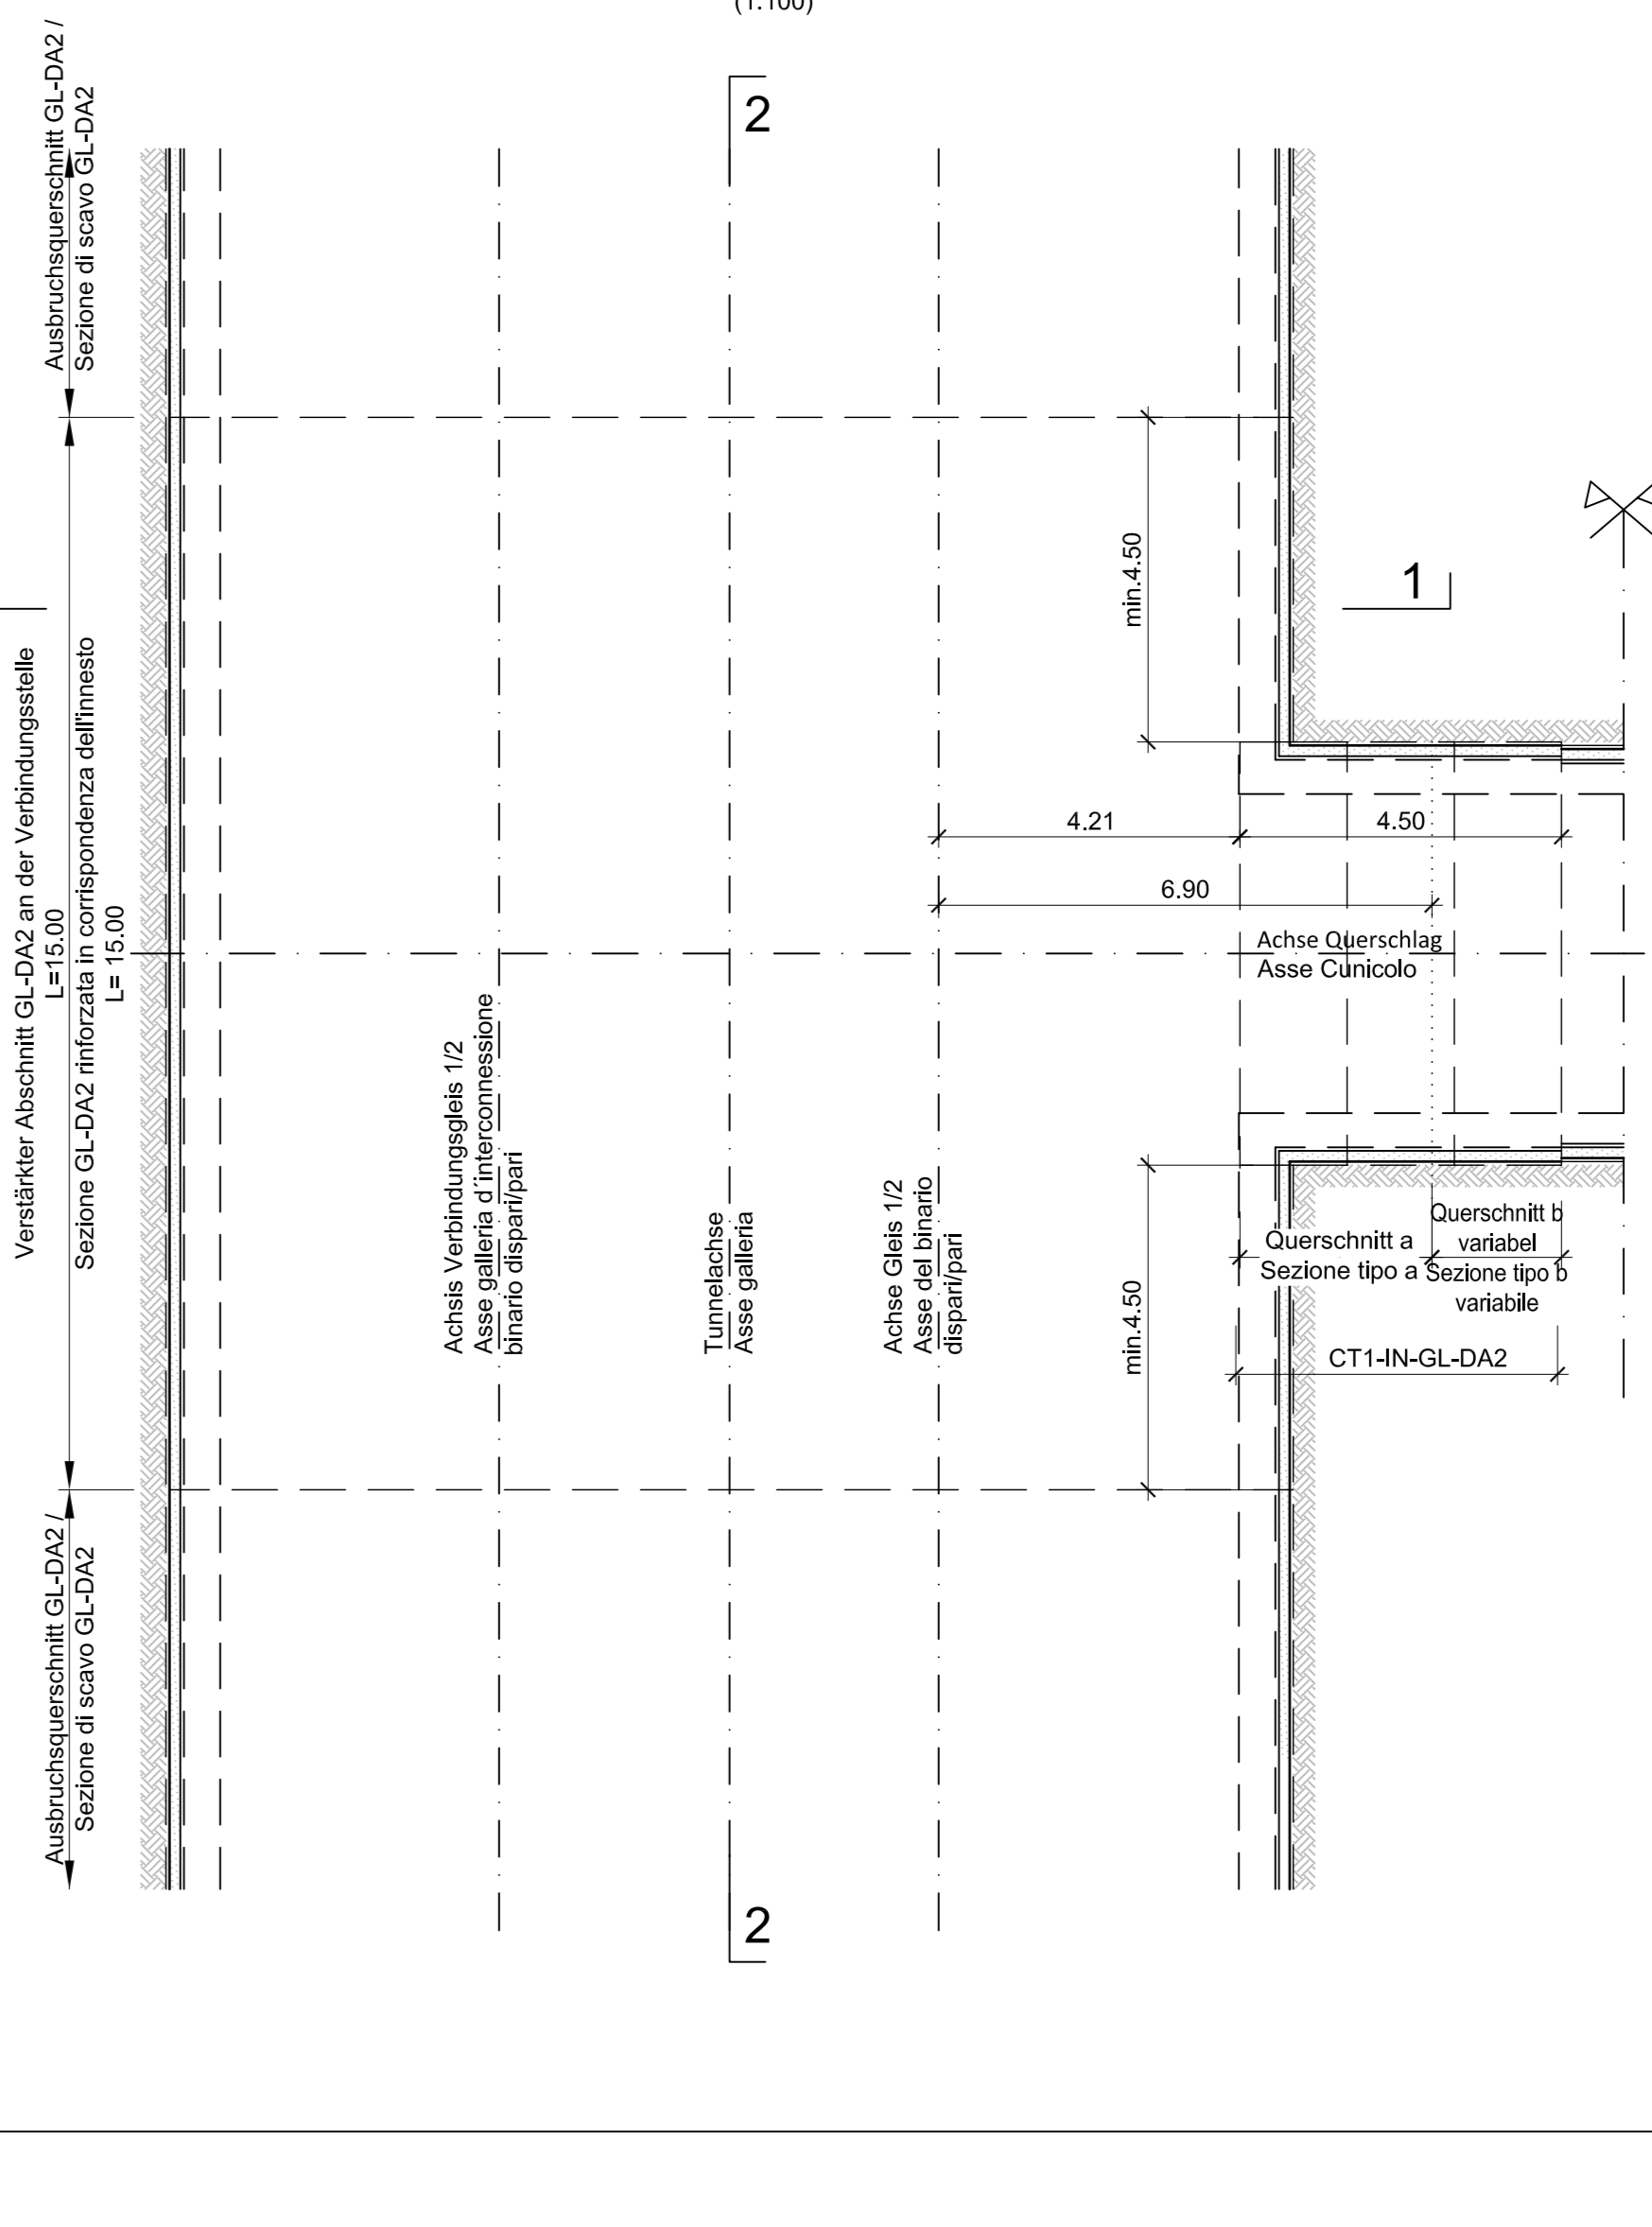 (1:100)
2
Ausbruchsquerschnitt GL-DA2 /
Sezione di scavo GL-DA2
Verstärkter Abschnitt GL-DA2 an der Verbindungsstelle
L=15.00
Sezione GL-DA2 rinforzata in corrispondenza dell'innesto
L= 15.00
min.4.50
1
4.21
4.50
6.90
Achse Querschlag
Asse Cunicolo
Achsis Verbindungsgleis 1/2
Asse galleria d´interconnessione
binario dispari/pari
Tunnelachse
Asse galleria
Achse Gleis 1/2
Asse del binario
dispari/pari
min.4.50
Querschnitt a
Sezione tipo a
Querschnitt b
variabel
Sezione tipo b
variabile
CT1-IN-GL-DA2
Ausbruchsquerschnitt GL-DA2 /
Sezione di scavo GL-DA2
2